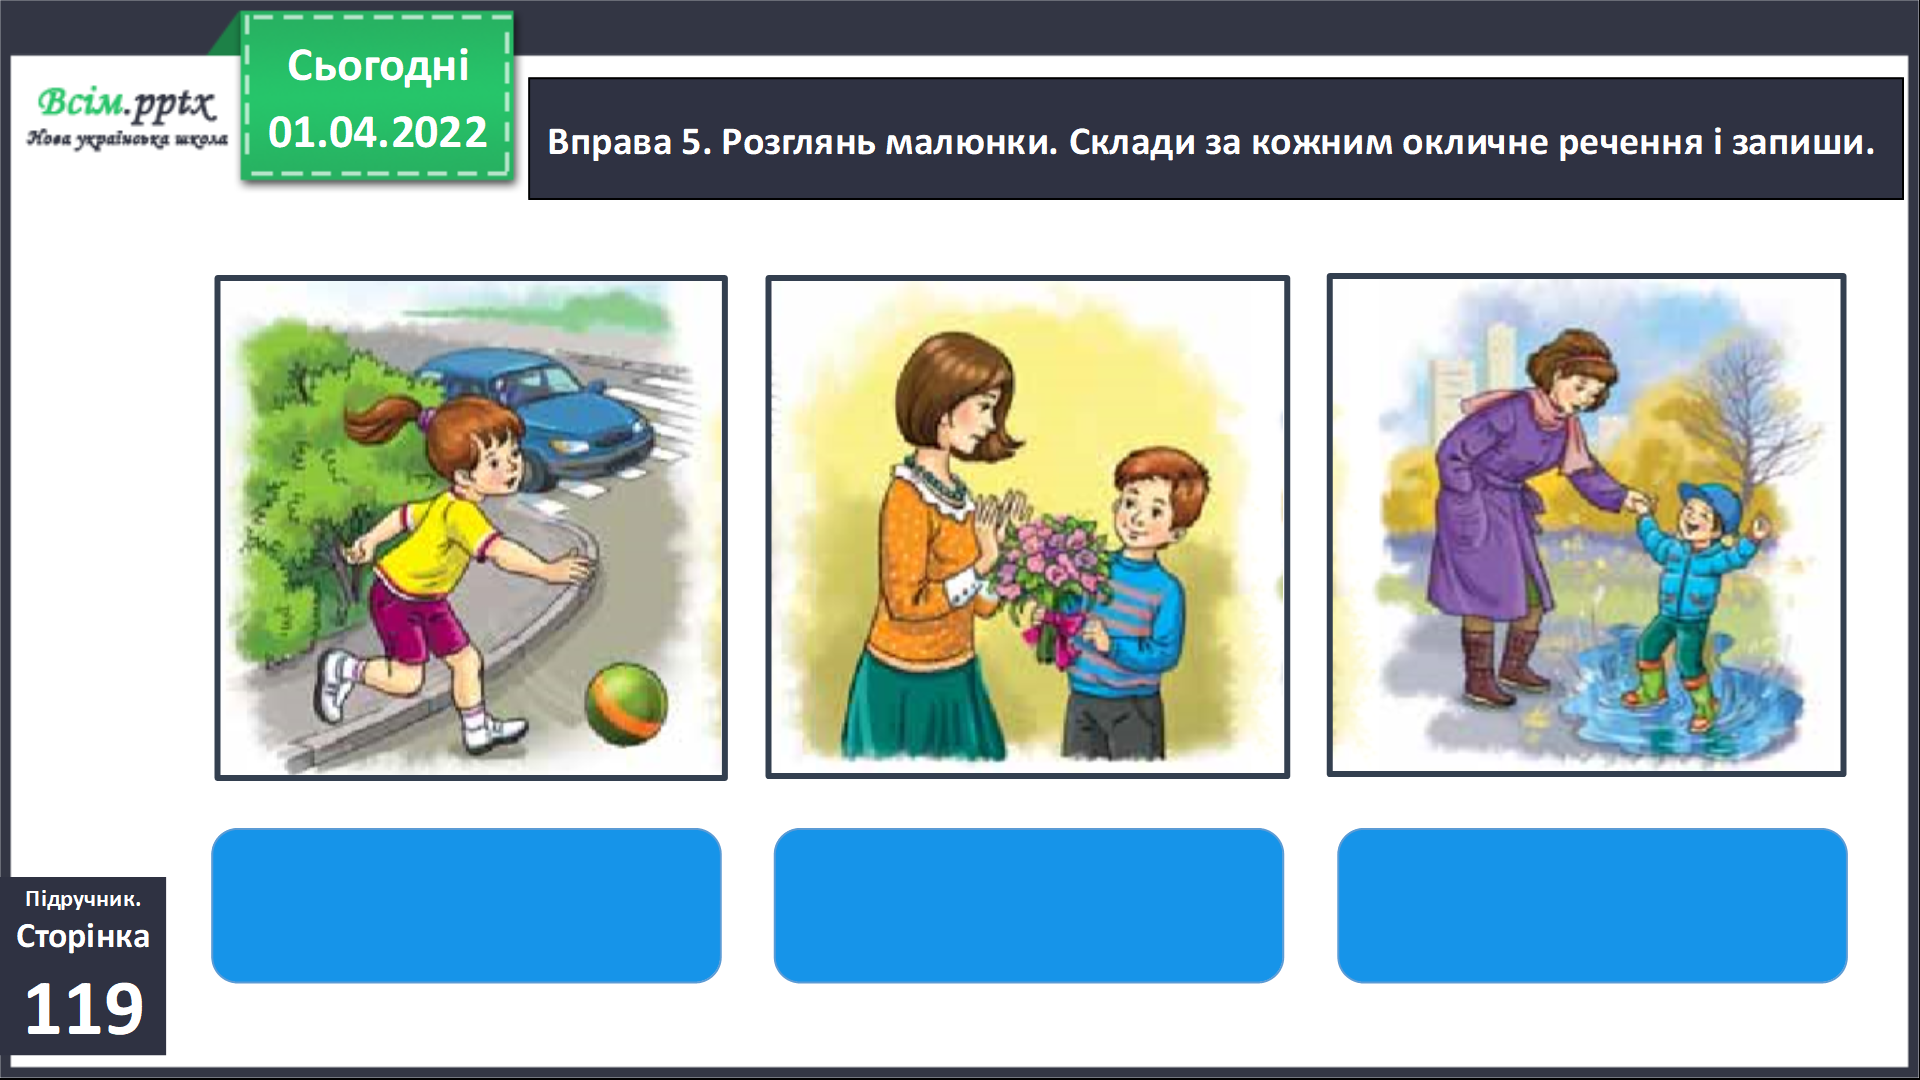 Сьогодні
01.04.2022
Всім.pptx
Нова українська школа
Вправа 5. Розглянь малюнки. Склади за кожним окличне речення і запиши.
Підручник.
Сторінка
119